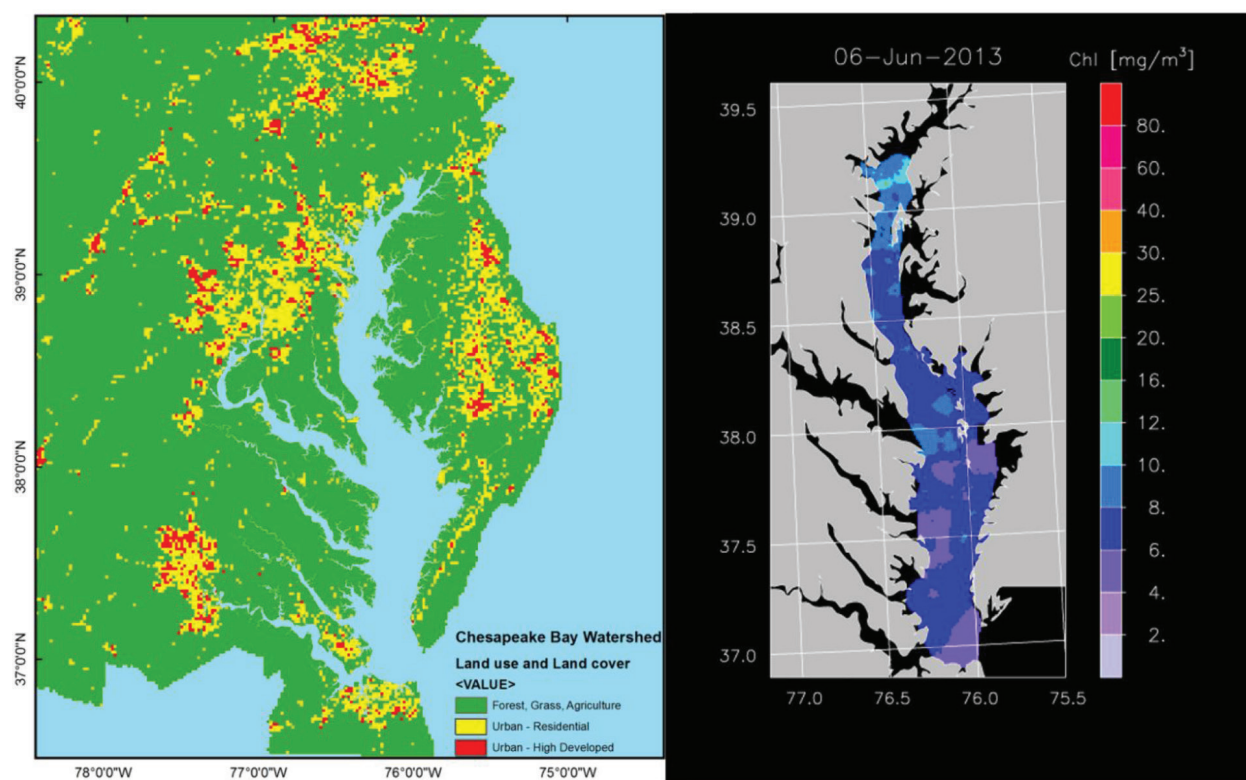 40°0'0"N
39°0'0"N
38°0'0"N
37°0'0"N
78°0'0"W
77°0'0"W
76°0'0"W
75°0'0"W
Chesapeake Bay Watershed
Land use and Land cover
<VALUE>
Forest, Grass, Agriculture
Urban - Residential
Urban - High Developed
06-Jun-2013
Chl [mg/m³]
39.5
39.0
38.5
38.0
37.5
37.0
77.0
76.5
76.0
75.5
80.
60.
40.
30.
25.
20.
16.
12.
10.
8.
6.
4.
2.